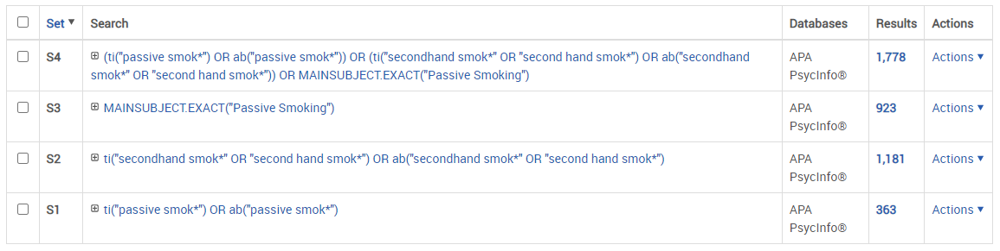 Set Search Databases Results Actions
S4 (ti("passive smok*") OR ab("passive smok*")) OR (ti("secondhand smok*" OR "second hand smok*") OR ab("secondhand APA 1,778 Actions
smok*" OR "second hand smok*")) OR MAINSUBJECT.EXACT("Passive Smoking") PsycInfo®
S3 MAINSUBJECT.EXACT("Passive Smoking") APA 923 Actions
PsycInfo®
S2 ti("secondhand smok*" OR "second hand smok*") OR ab("secondhand smok*" OR "second hand smok*") APA 1,181 Actions
PsycInfo®
S1 ti("passive smok*") OR ab("passive smok*") APA 363 Actions
PsycInfo®